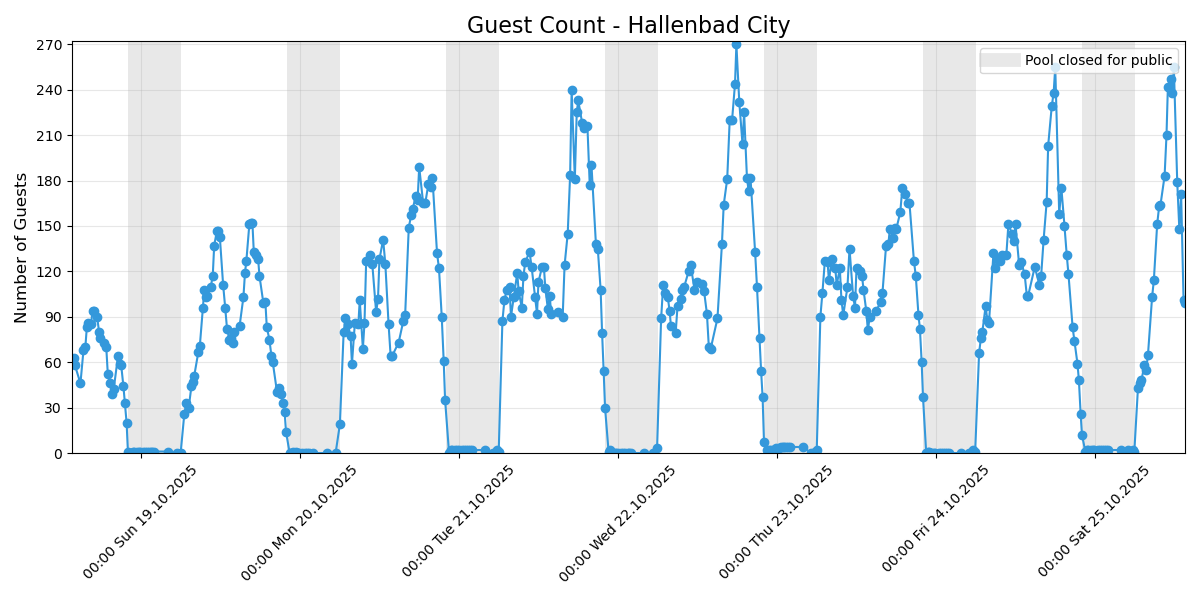 Guest Count - Hallenbad City
Number of Guests
270
240
210
180
150
120
90
60
30
0
Pool closed for public
00:00 Sun 19.10.2025
00:00 Mon 20.10.2025
00:00 Tue 21.10.2025
00:00 Wed 22.10.2025
00:00 Thu 23.10.2025
00:00 Fri 24.10.2025
00:00 Sat 25.10.2025